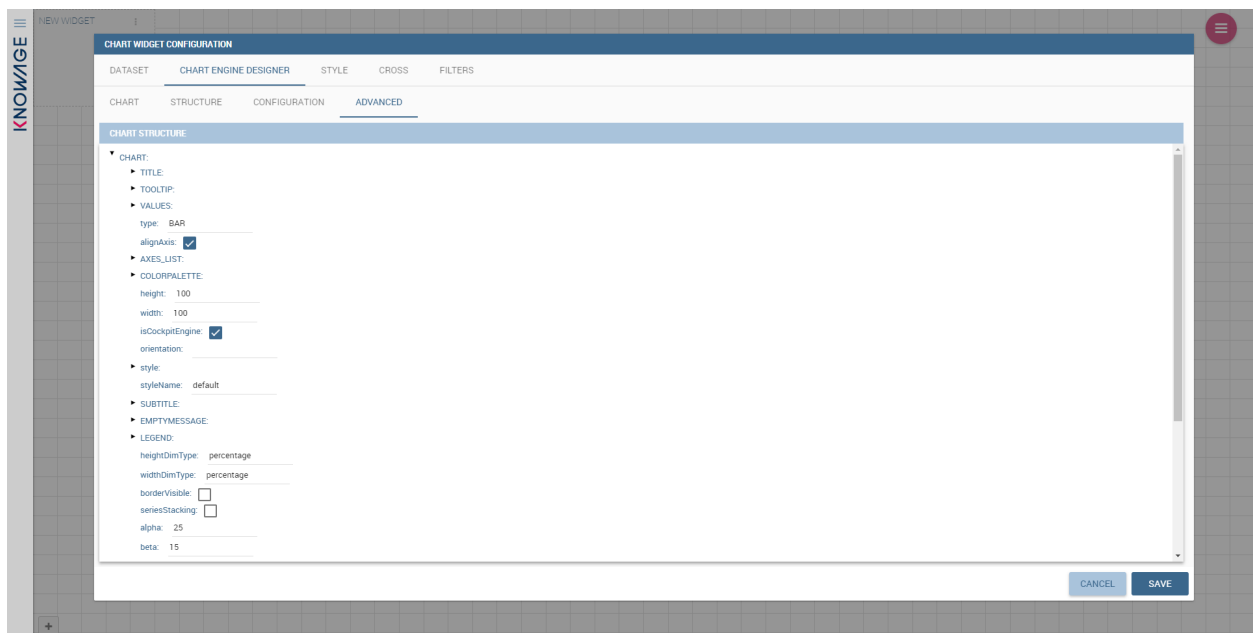 NEW WIDGET
KNOWAGE
CHART WIDGET CONFIGURATION
DATASET CHART ENGINE DESIGNER STYLE CROSS FILTERS
CHART STRUCTURE CONFIGURATION ADVANCED
CHART STRUCTURE
CHART:
TITLE:
TOOLTIP:
VALUES:
type: BAR
alignAxis:
AXES_LIST:
COLORPALETTE:
height: 100
width: 100
isCockpitEngine:
orientation:
style:
styleName: default
SUBTITLE:
EMPTYMESSAGE:
LEGEND:
heightDimType: percentage
widthDimType: percentage
borderVisible:
seriesStacking:
alpha: 25
beta: 15
CANCEL SAVE